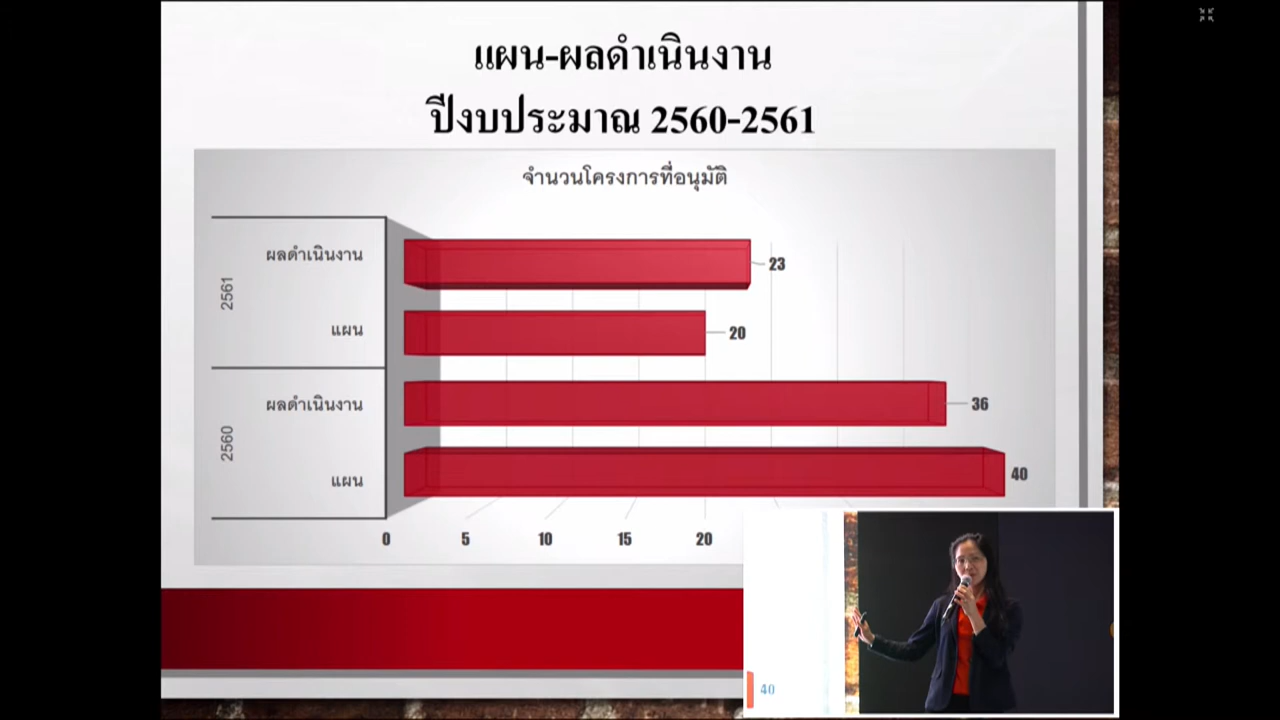 แผน-ผลดำเนินงาน
ปีงบประมาณ 2560-2561
จำนวนโครงการที่อนุมัติ
2561
ผลดำเนินงาน
23
แผน
20
2560
ผลดำเนินงาน
36
แผน
40
0 5 10 15 20
40